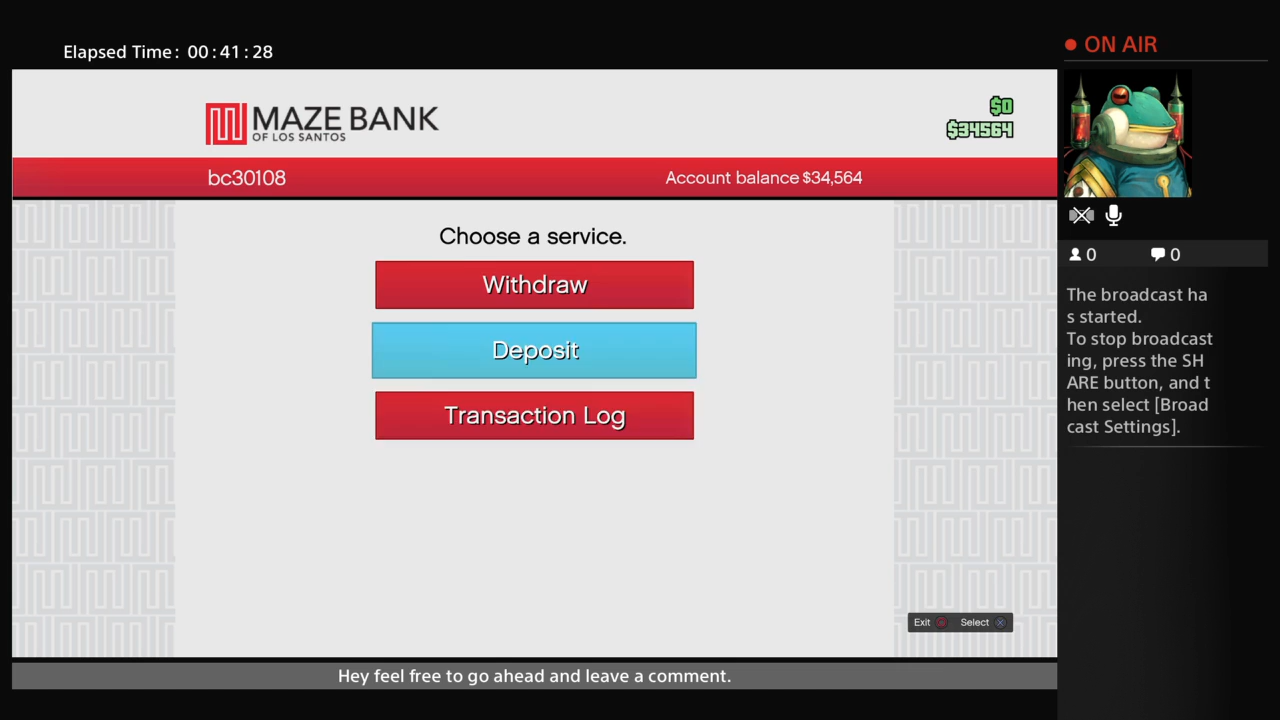 Elapsed Time: 00:41:28
ON AIR
MAZE BANK
OF LOS SANTOS
$0
$34564
bc30108
Account balance $34,564
0
0
Choose a service.
Withdraw
Deposit
Transaction Log
The broadcast ha
s started.
To stop broadcast
ing, press the SH
ARE button, and t
hen select [Broad
cast Settings].
Exit Select
Hey feel free to go ahead and leave a comment.